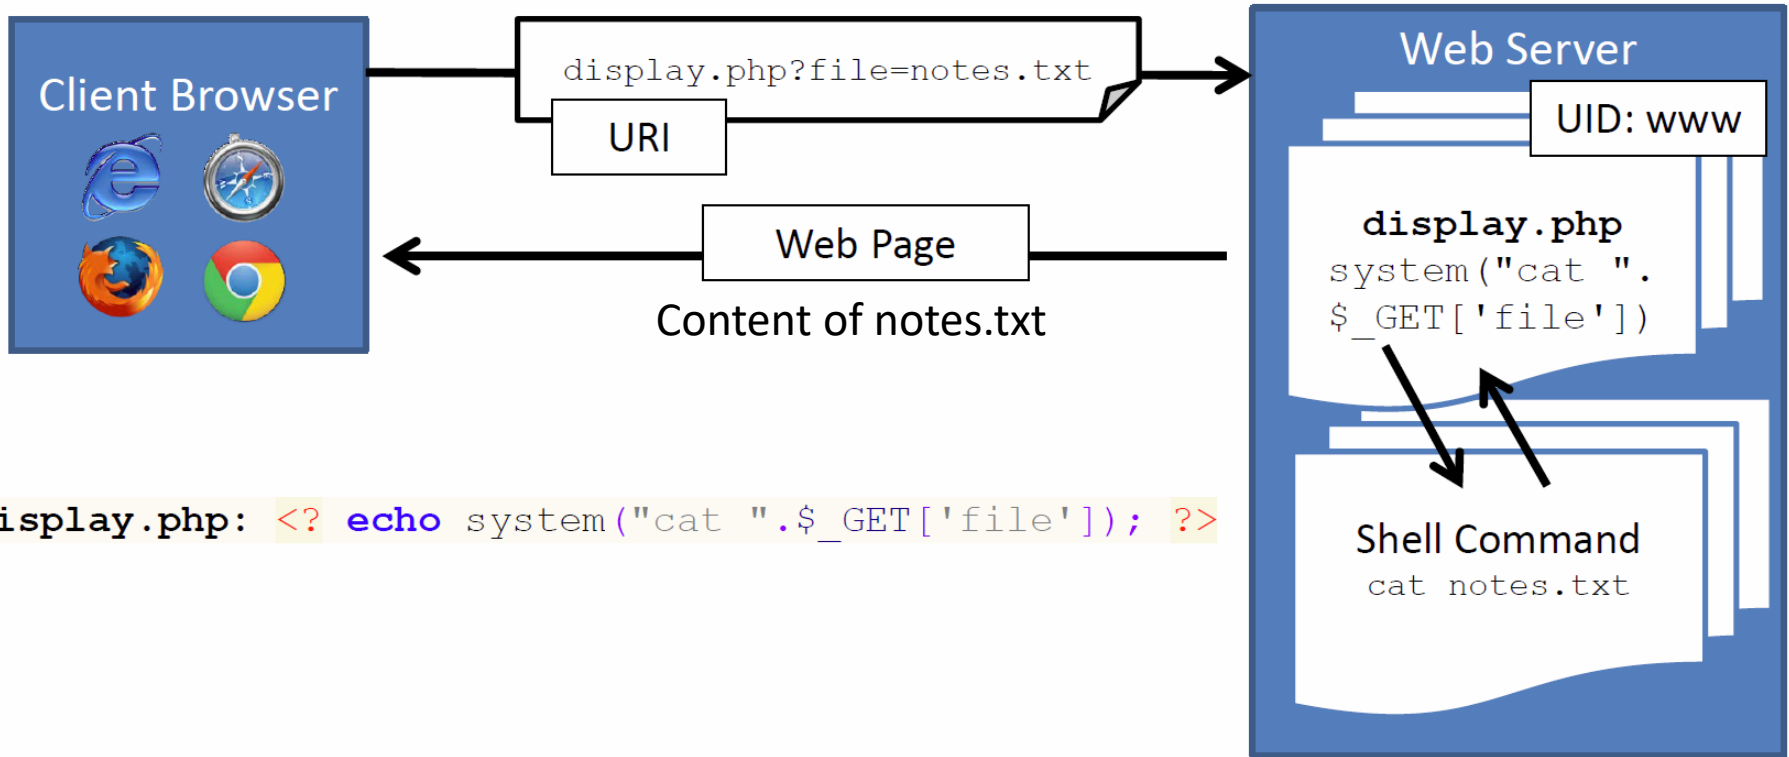 Client Browser
display.php?file=notes.txt
URI
Web Page
Content of notes.txt
Web Server
UID: www
display.php
system("cat ".
$_GET['file'])
Shell Command
cat notes.txt
isplay.php: <? echo system("cat ".$_GET['file']); ?>